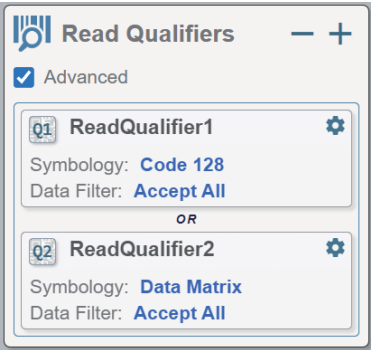 Read Qualifiers
Advanced
Q1 ReadQualifier1
Symbology: Code 128
Data Filter: Accept All
OR
Q2 ReadQualifier2
Symbology: Data Matrix
Data Filter: Accept All